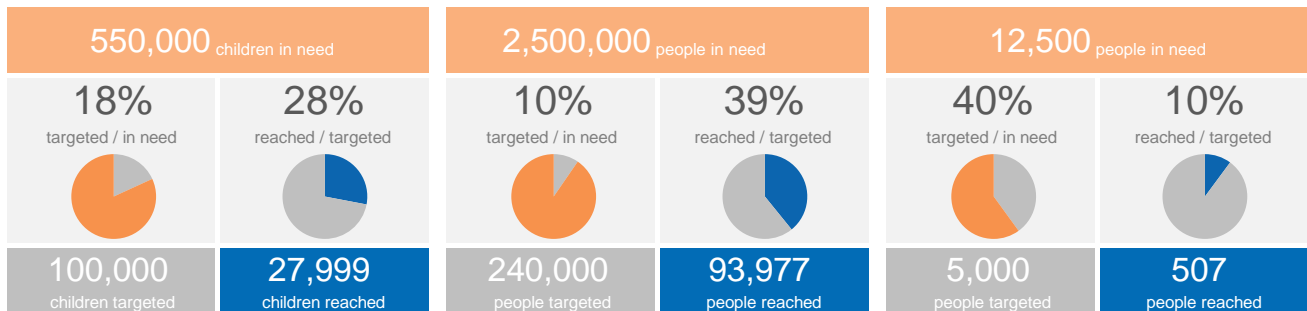 550,000 children in need
18%
targeted / in need
28%
reached / targeted
100,000
children targeted
27,999
children reached
2,500,000 people in need
10%
targeted / in need
39%
reached / targeted
240,000
people targeted
93,977
people reached
12,500 people in need
40%
targeted / in need
10%
reached / targeted
5,000
people targeted
507
people reached